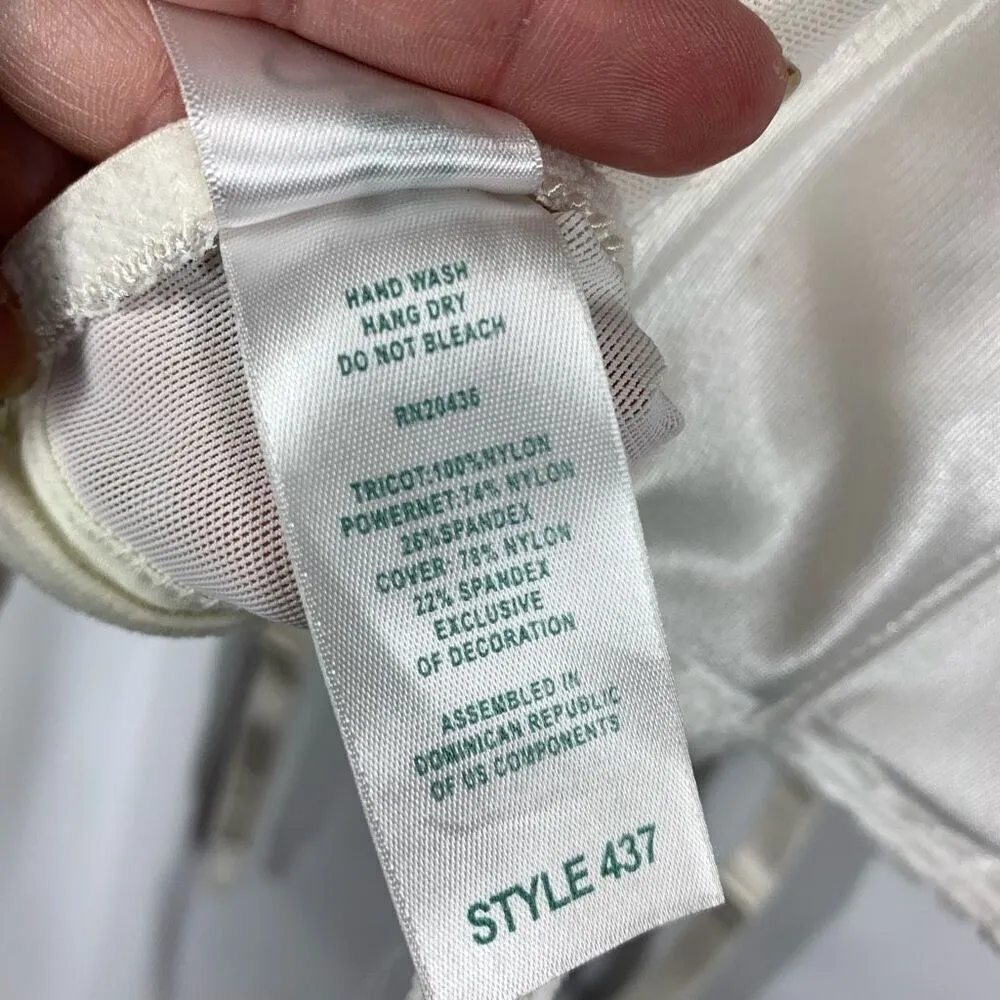 HAND WASH
HANG DRY
DO NOT BLEACH
RN20436
TRICOT:100%NYLON
POWERNET:74% NYLON
26%SPANDEX
COVER: 78% NYLON
22% SPANDEX
EXCLUSIVE
OF DECORATION
ASSEMBLED IN
DOMINICAN REPUBLIC
OF US COMPONENTS
STYLE 437